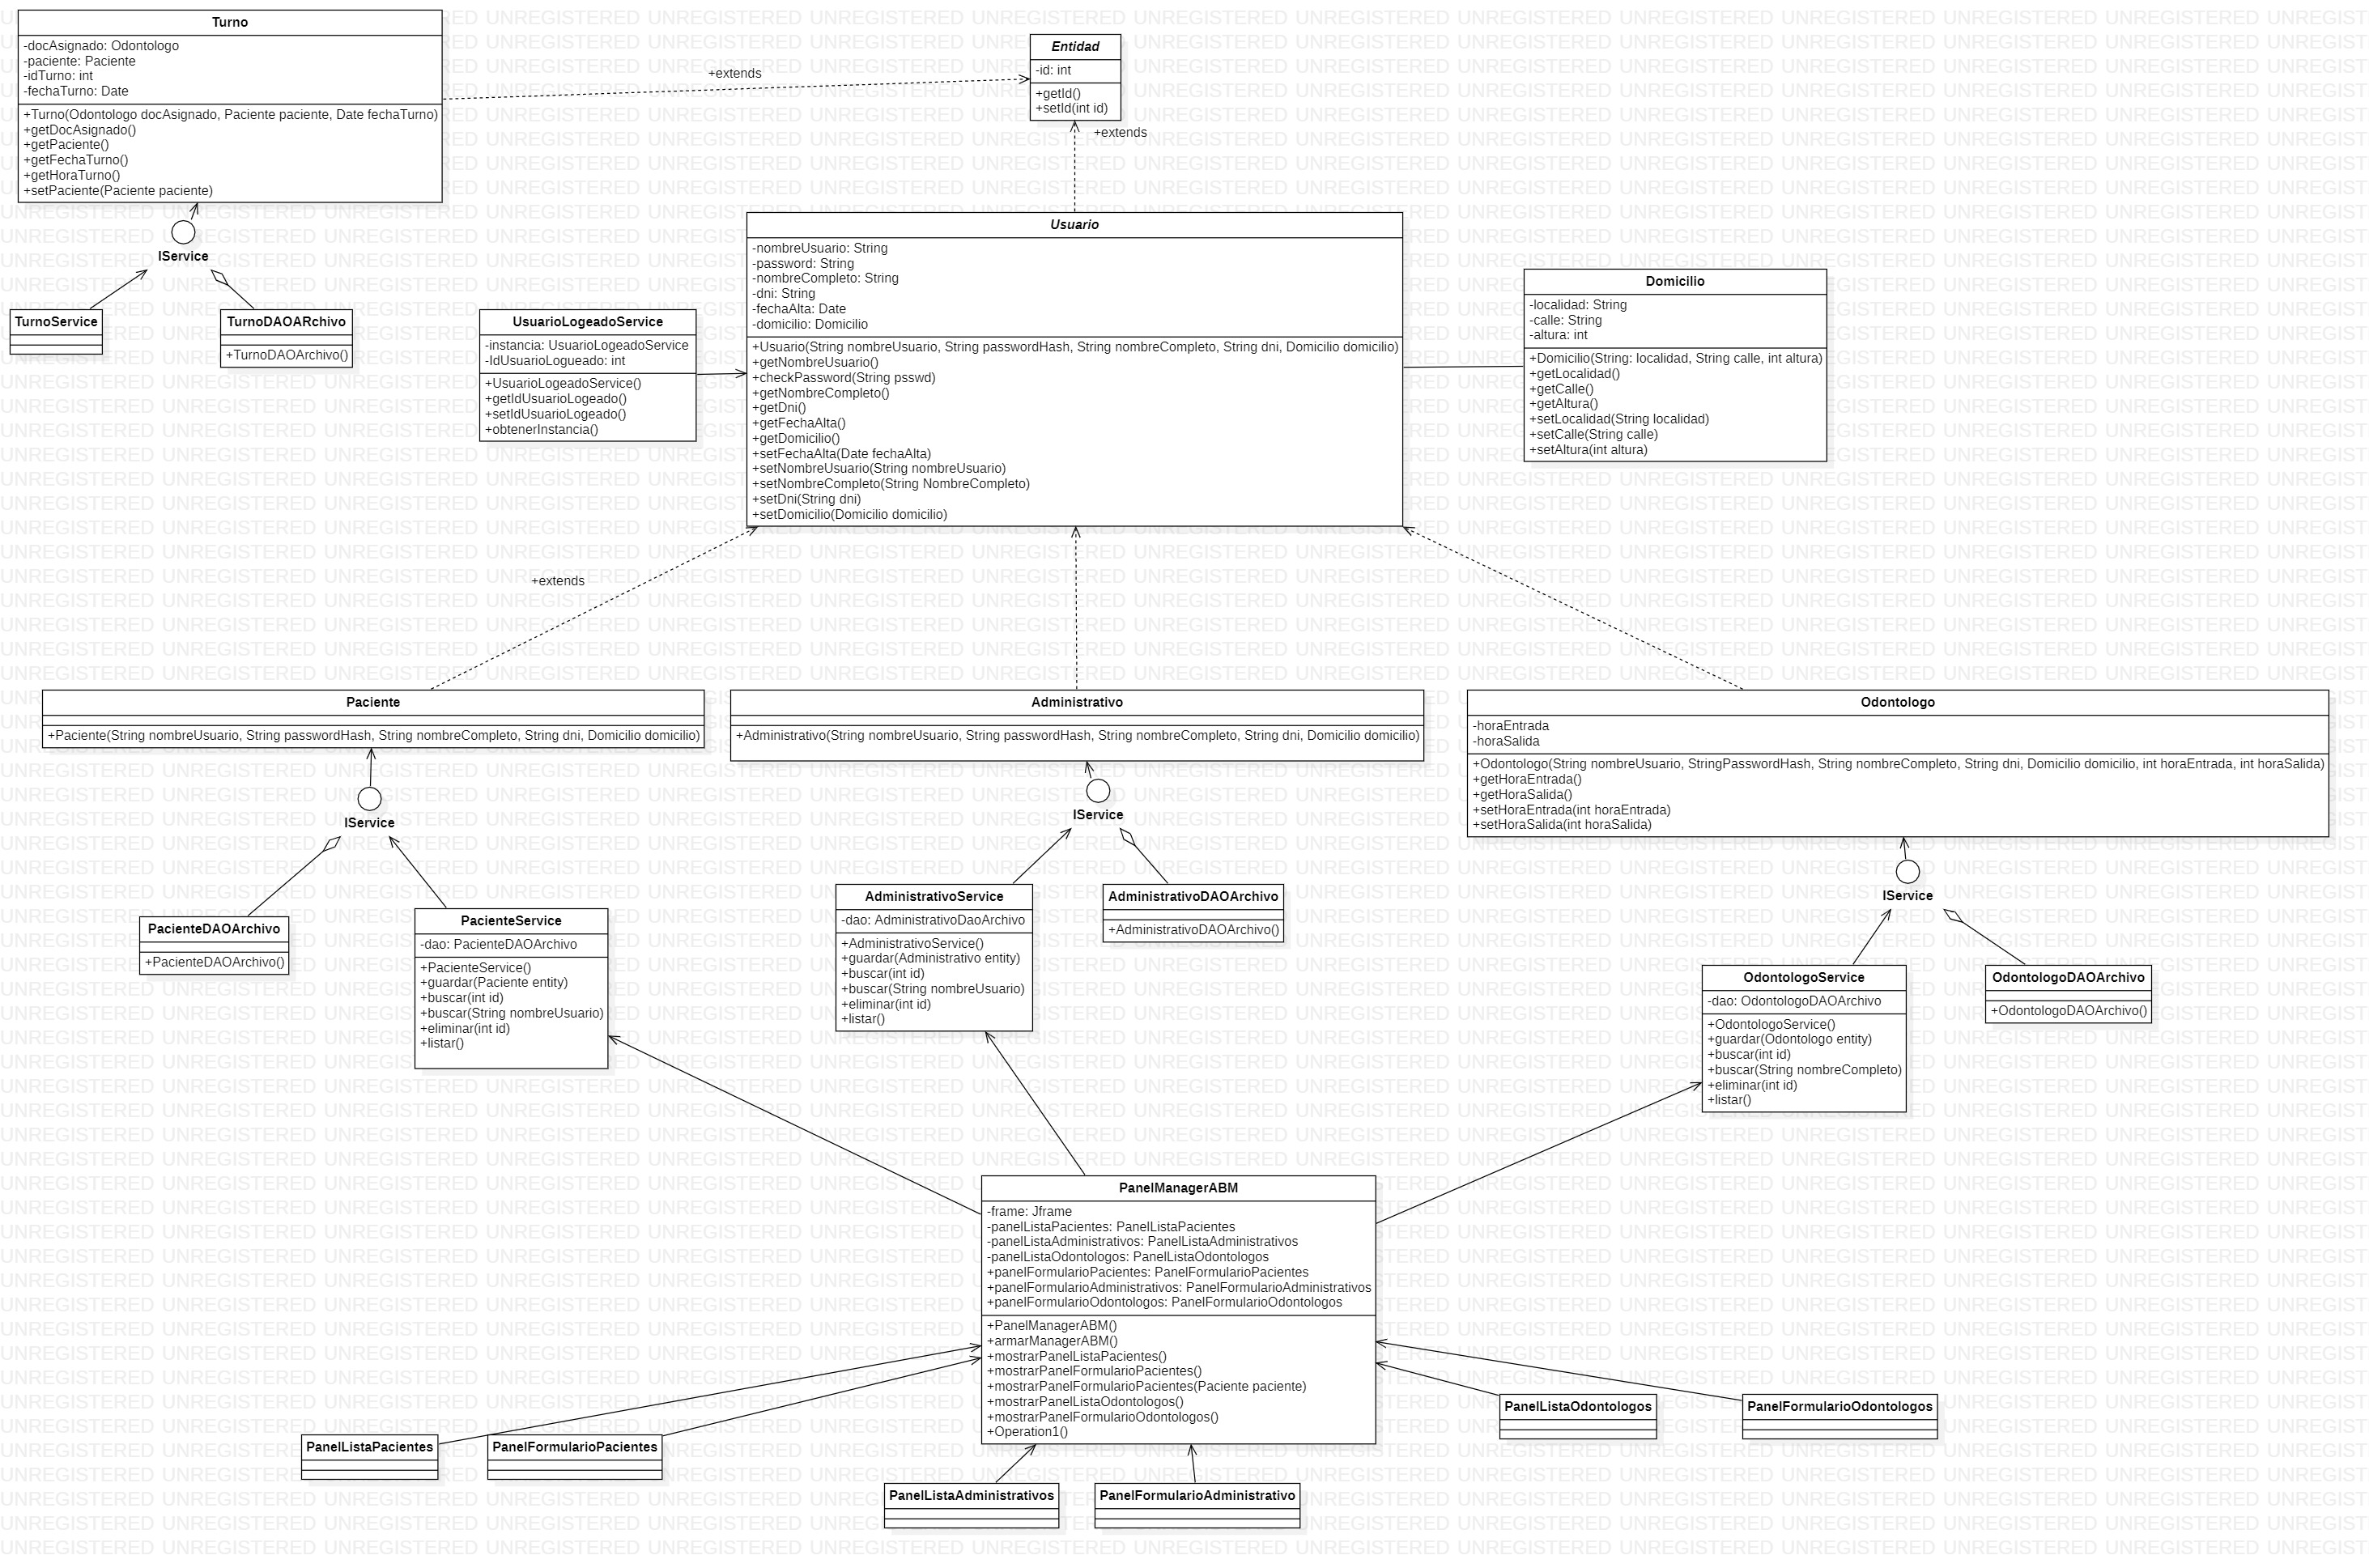 Turno
-docAsignado: Odontologo
-paciente: Paciente
-idTurno: int
-fechaTurno: Date
+Turno(Odontologo docAsignado, Paciente paciente, Date fechaTurno)
+getDocAsignado()
+getPaciente()
+getFechaTurno()
+getHoraTurno()
+setPaciente(Paciente paciente)
+extends
Entidad
-id: int
+getId()
+setId(int id)
+extends
IService
TurnoService
TurnoDAOARchivo
+TurnoDAOArchivo()
UsuarioLogeadoService
-instancia: UsuarioLogeadoService
-IdUsuarioLogueado: int
+UsuarioLogeadoService()
+getIdUsuarioLogeado()
+setIdUsuarioLogeado()
+obtenerInstancia()
Usuario
-nombreUsuario: String
-password: String
-nombreCompleto: String
-dni: String
-fechaAlta: Date
-domicilio: Domicilio
+Usuario(String nombreUsuario, String passwordHash, String nombreCompleto, String dni, Domicilio domicilio)
+getNombreUsuario()
+checkPassword(String psswd)
+getNombreCompleto()
+getDni()
+getFechaAlta()
+getDomicilio()
+setFechaAlta(Date fechaAlta)
+setNombreUsuario(String nombreUsuario)
+setNombreCompleto(String NombreCompleto)
+setDni(String dni)
+setDomicilio(Domicilio domicilio)
Domicilio
-localidad: String
-calle: String
-altura: int
+Domicilio(String: localidad, String calle, int altura)
+getLocalidad()
+getCalle()
+getAltura()
+setLocalidad(String localidad)
+setCalle(String calle)
+setAltura(int altura)
+extends
Paciente
+Paciente(String nombreUsuario, String passwordHash, String nombreCompleto, String dni, Domicilio domicilio)
Administrativo
+Administrativo(String nombreUsuario, String passwordHash, String nombreCompleto, String dni, Domicilio domicilio)
Odontologo
-horaEntrada
-horaSalida
+Odontologo(String nombreUsuario, StringPasswordHash, String nombreCompleto, String dni, Domicilio domicilio, int horaEntrada, int horaSalida)
+getHoraEntrada()
+getHoraSalida()
+setHoraEntrada(int horaEntrada)
+setHoraSalida(int horaSalida)
IService
PacienteDAOArchivo
+PacienteDAOArchivo()
PacienteService
-dao: PacienteDAOArchivo
+PacienteService()
+guardar(Paciente entity)
+buscar(int id)
+buscar(String nombreUsuario)
+eliminar(int id)
+listar()
IService
AdministrativoService
-dao: AdministrativoDaoArchivo
+AdministrativoService()
+guardar(Administrativo entity)
+buscar(int id)
+buscar(String nombreUsuario)
+eliminar(int id)
+listar()
AdministrativoDAOArchivo
+AdministrativoDAOArchivo()
IService
OdontologoService
-dao: OdontologoDAOArchivo
+OdontologoService()
+guardar(Odontologo entity)
+buscar(int id)
+buscar(String nombreCompleto)
+eliminar(int id)
+listar()
OdontologoDAOArchivo
+OdontologoDAOArchivo()
PanelManagerABM
-frame: Jframe
-panelListaPacientes: PanelListaPacientes
-panelListaAdministrativos: PanelListaAdministrativos
-panelListaOdontologos: PanelListaOdontologos
+panelFormularioPacientes: PanelFormularioPacientes
+panelFormularioAdministrativos: PanelFormularioAdministrativos
+panelFormularioOdontologos: PanelFormularioOdontologos
+PanelManagerABM()
+armarManagerABM()
+mostrarPanelListaPacientes()
+mostrarPanelFormularioPacientes()
+mostrarPanelFormularioPacientes(Paciente paciente)
+mostrarPanelListaOdontologos()
+mostrarPanelFormularioOdontologos()
+Operation1()
PanelListaPacientes
PanelFormularioPacientes
PanelListaAdministrativos
PanelFormularioAdministrativo
PanelListaOdontologos
PanelFormularioOdontologos
UNREGISTERED